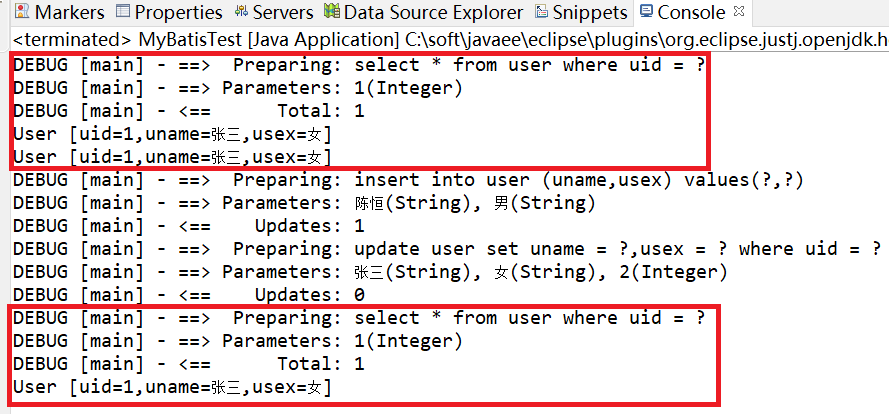 Markers Properties Servers Data Source Explorer Snippets Console
<terminated> MyBatisTest [Java Application] C:\soft\javaee\eclipse\plugins\org.eclipse.justj.openjdk.h
DEBUG [main] - ==>  Preparing: select * from user where uid = ?
DEBUG [main] - ==> Parameters: 1(Integer)
DEBUG [main] - <==      Total: 1
User [uid=1,uname=张三,usex=女]
User [uid=1,uname=张三,usex=女]
DEBUG [main] - ==>  Preparing: insert into user (uname,usex) values(?,?)
DEBUG [main] - ==> Parameters: 陈恒(String), 男(String)
DEBUG [main] - <==    Updates: 1
DEBUG [main] - ==>  Preparing: update user set uname = ?,usex = ? where uid = ?
DEBUG [main] - ==> Parameters: 张三(String), 女(String), 2(Integer)
DEBUG [main] - <==    Updates: 0
DEBUG [main] - ==>  Preparing: select * from user where uid = ?
DEBUG [main] - ==> Parameters: 1(Integer)
DEBUG [main] - <==      Total: 1
User [uid=1,uname=张三,usex=女]